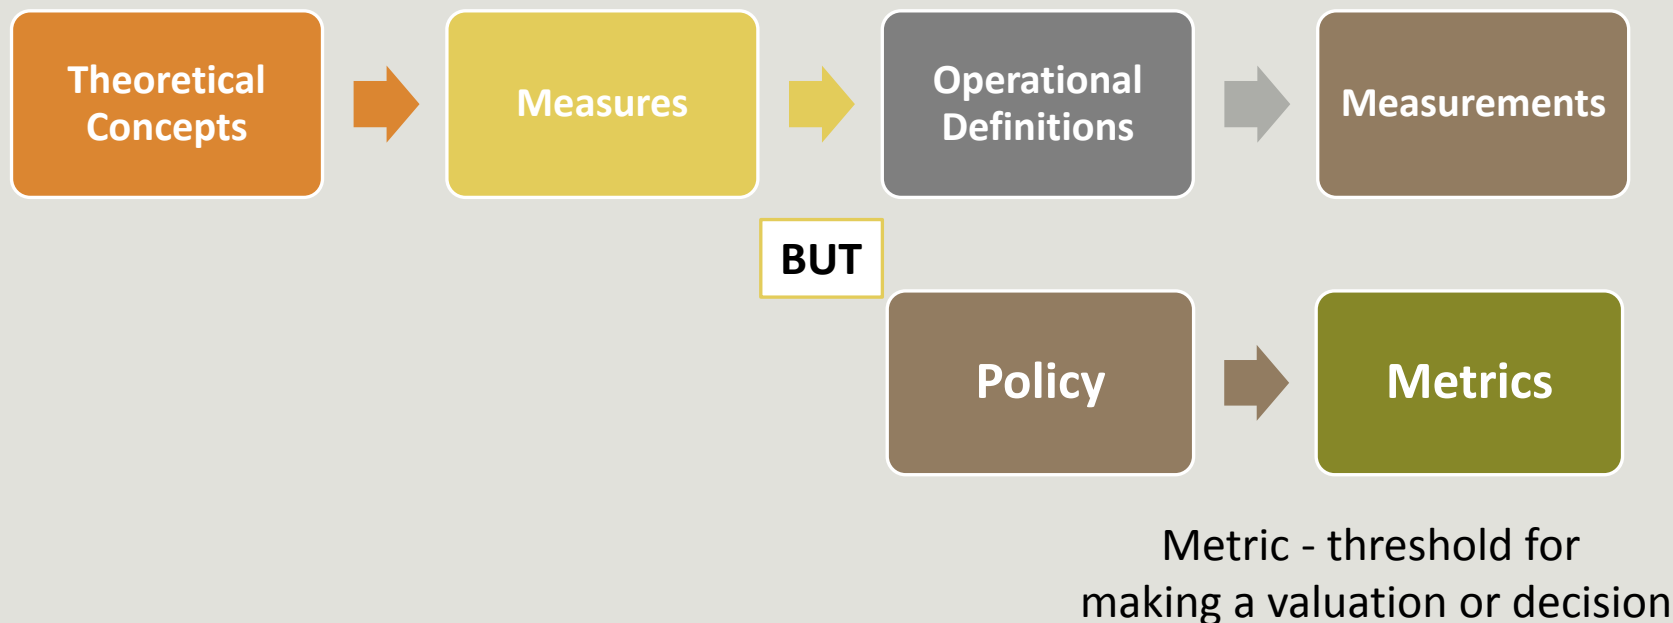 Theoretical
Concepts
Measures
Operational
Definitions
Measurements
BUT
Policy
Metrics
Metric - threshold for
making a valuation or decision